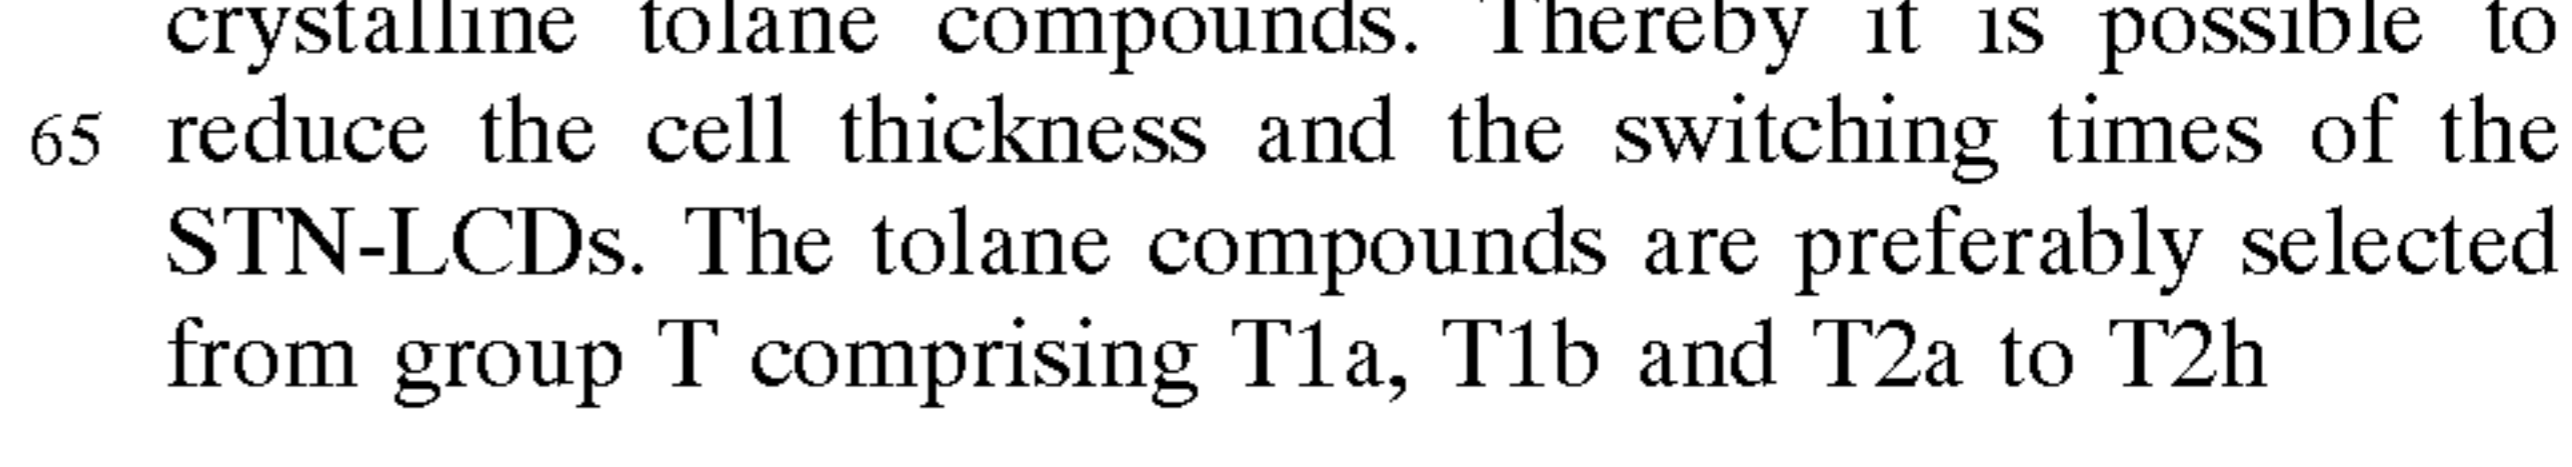 crystalline tolane compounds. Thereby it is possible to
65 reduce the cell thickness and the switching times of the
STN-LCDs. The tolane compounds are preferably selected
from group T comprising T1a, T1b and T2a to T2h